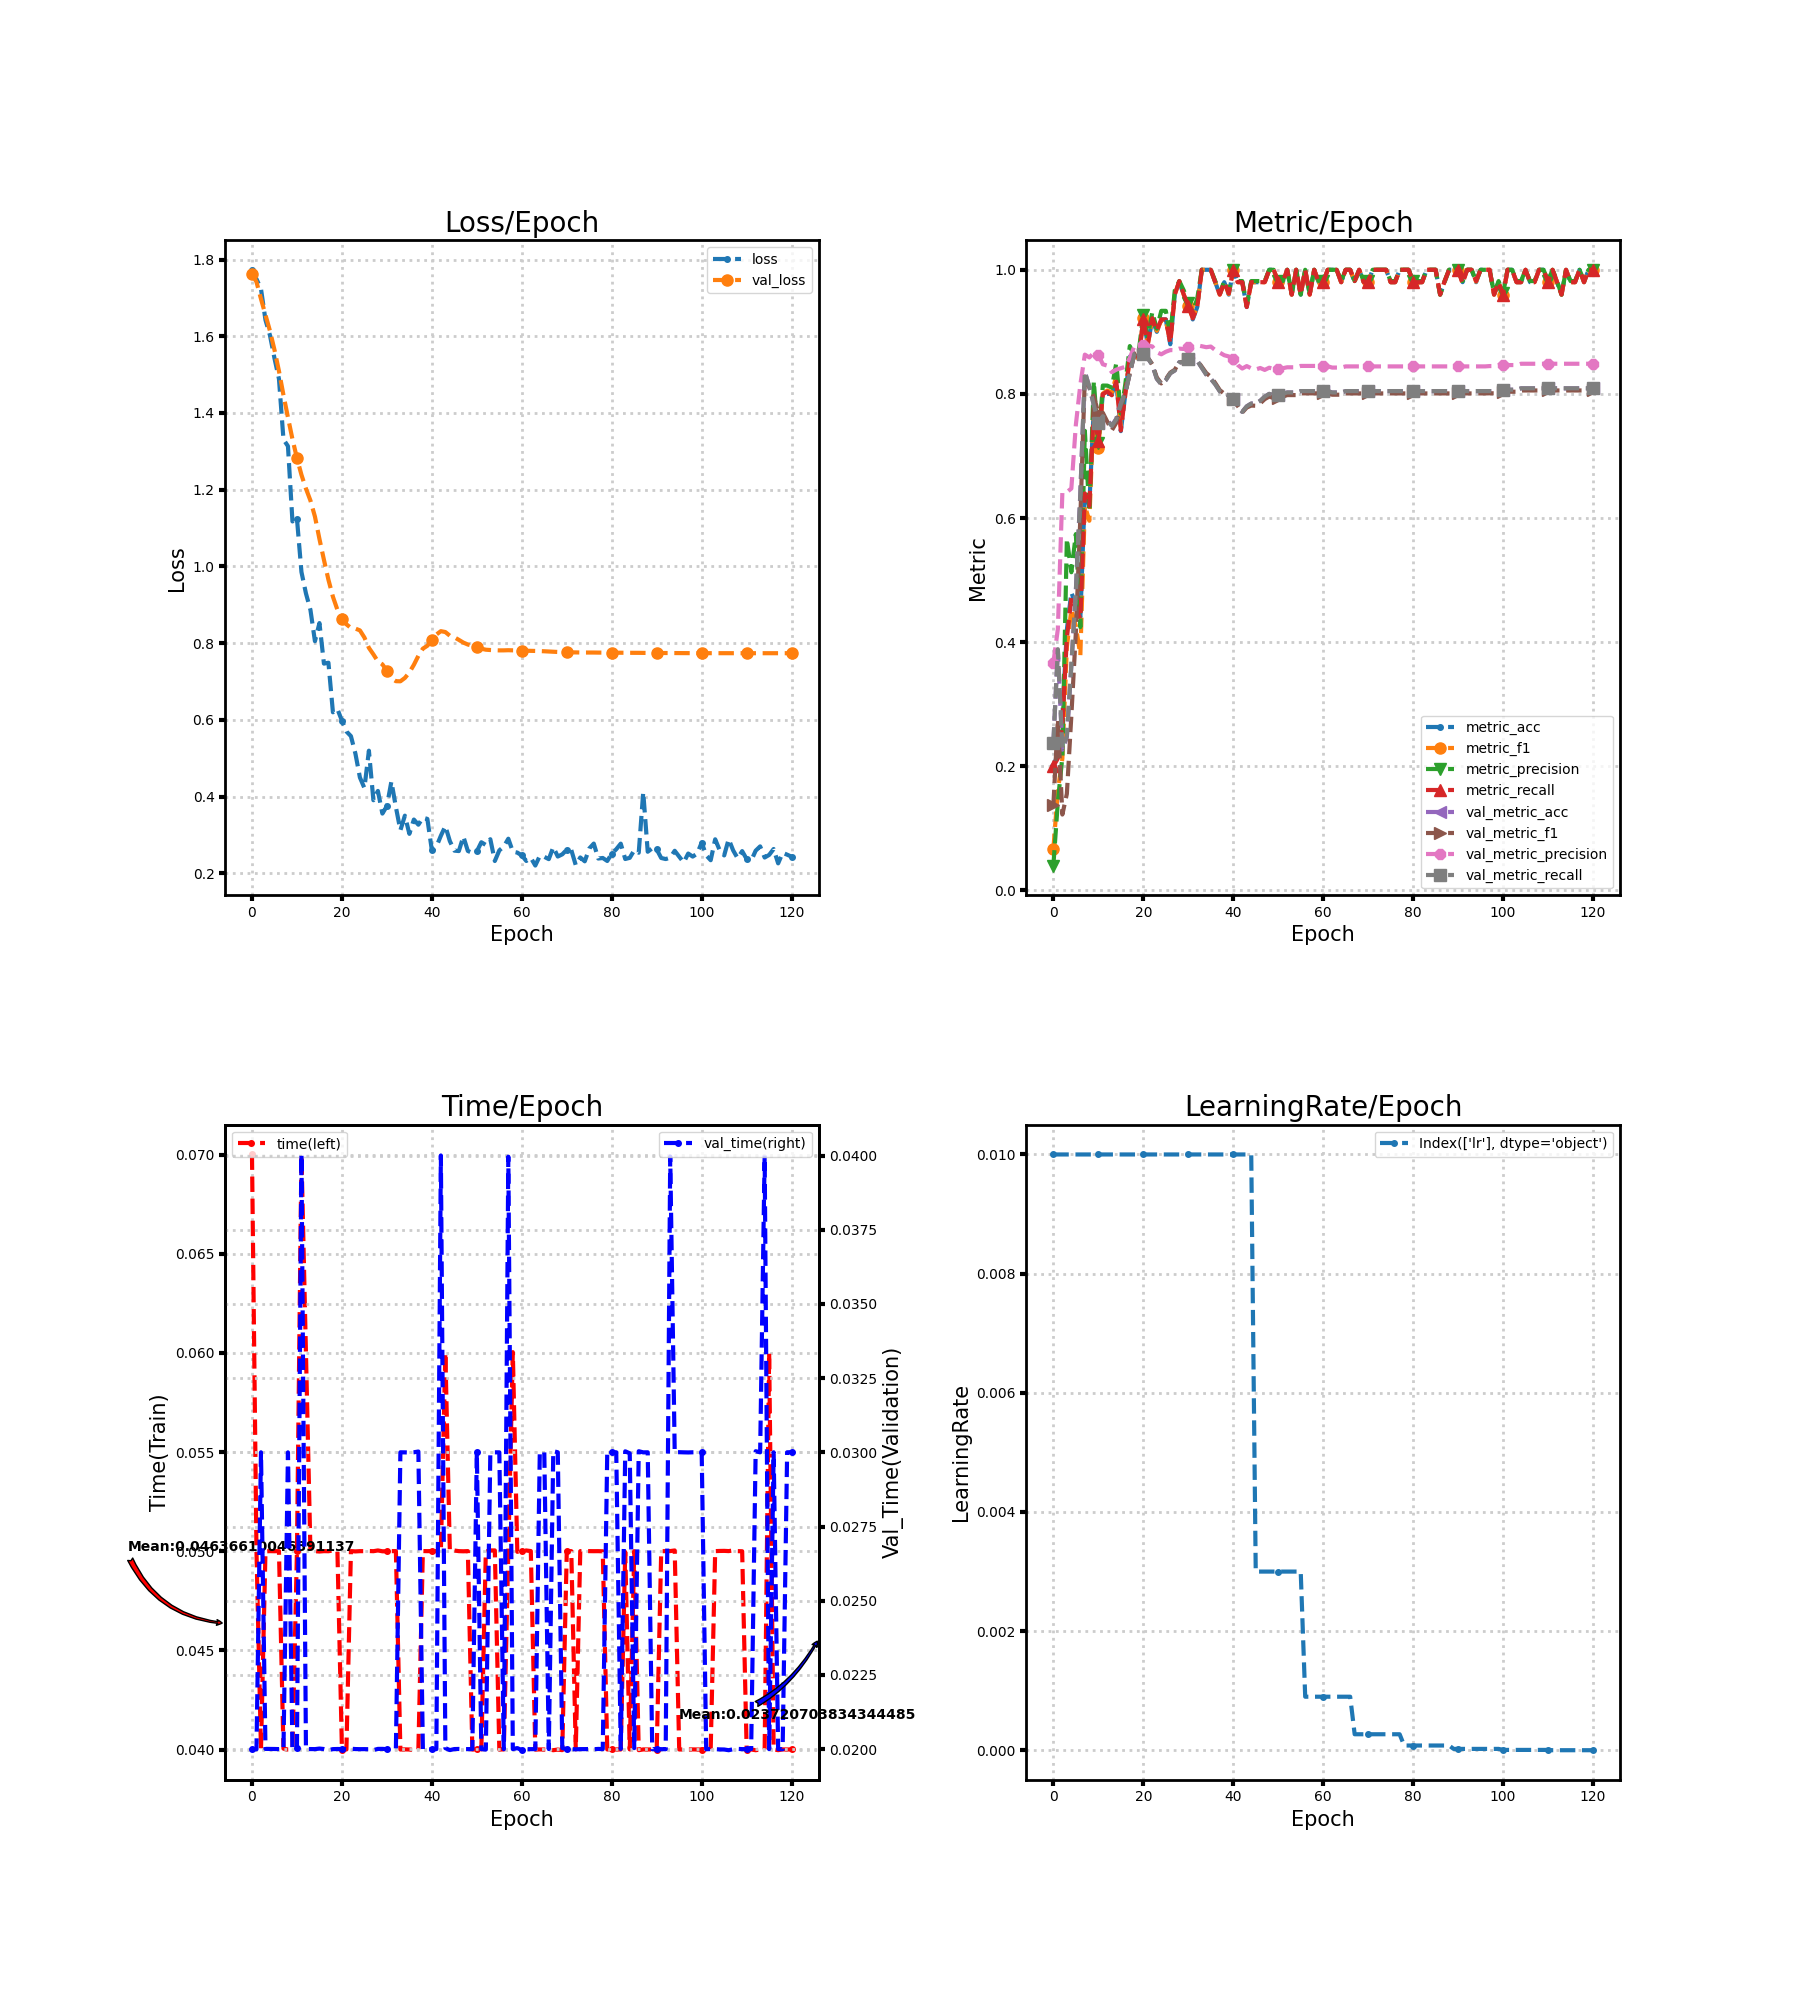 Loss/Epoch
1.8
1.6
1.4
1.2
1.0
0.8
0.6
0.4
0.2
Loss
loss
val_loss
0 20 40 60 80 100 120
Epoch
Metric/Epoch
1.0
0.8
0.6
0.4
0.2
0.0
Metric
metric_acc
metric_f1
metric_precision
metric_recall
val_metric_acc
val_metric_f1
val_metric_precision
val_metric_recall
0 20 40 60 80 100 120
Epoch
Time/Epoch
time(left)
val_time(right)
0.070
0.065
0.060
0.055
0.050
0.045
0.040
Time(Train)
0.0400
0.0375
0.0350
0.0325
0.0300
0.0275
0.0250
0.0225
0.0200
Val_Time(Validation)
Mean:0.04636610046391137
Mean:0.023720703834344485
0 20 40 60 80 100 120
Epoch
LearningRate/Epoch
Index(['lr'], dtype='object')
0.010
0.008
0.006
0.004
0.002
0.000
LearningRate
0 20 40 60 80 100 120
Epoch